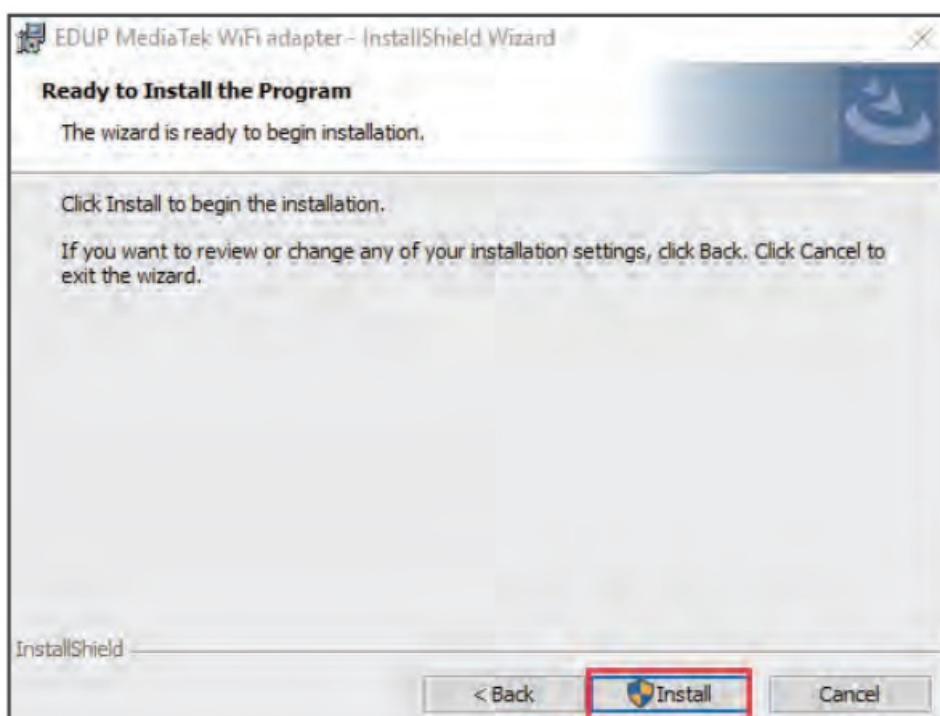 EDUP MediaTek WiFi adapter - InstallShield Wizard
Ready to Install the Program
The wizard is ready to begin installation.
Click Install to begin the installation.
If you want to review or change any of your installation settings, click Back. Click Cancel to
exit the wizard.
InstallShield
< Back
Install
Cancel